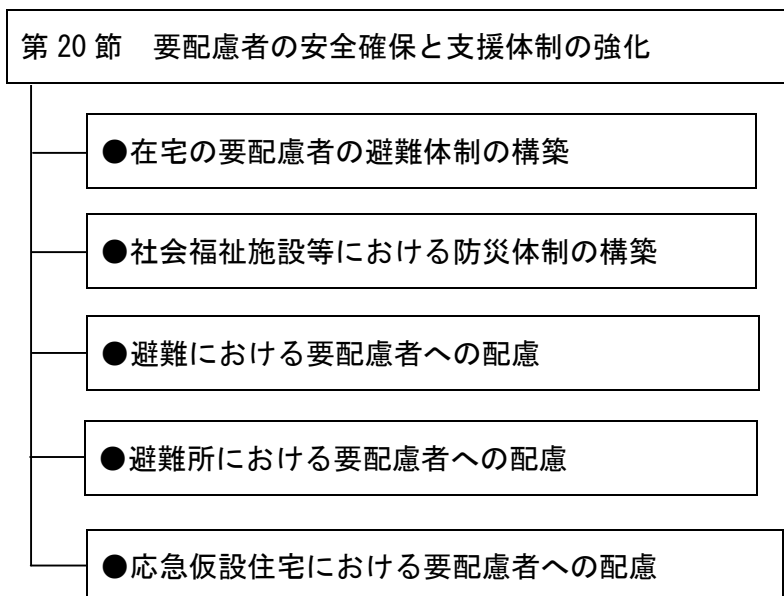 第 20 節　要配慮者の安全確保と支援体制の強化
●在宅の要配慮者の避難体制の構築
●社会福祉施設等における防災体制の構築
●避難における要配慮者への配慮
●避難所における要配慮者への配慮
●応急仮設住宅における要配慮者への配慮